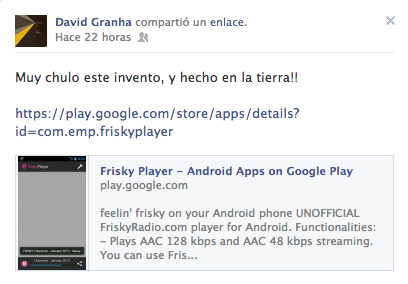 David Granha compartió un enlace.
Hace 22 horas
Muy chulo este invento, y hecho en la tierra!!
https://play.google.com/store/apps/details?
id=com.emp.friskyplayer
Frisky Player – Android Apps on Google Play
play.google.com
feelin' frisky on your Android phone UNOFFICIAL
FriskyRadio.com player for Android. Functionalities:
- Plays AAC 128 kbps and AAC 48 kbps streaming.
You can use Fris...